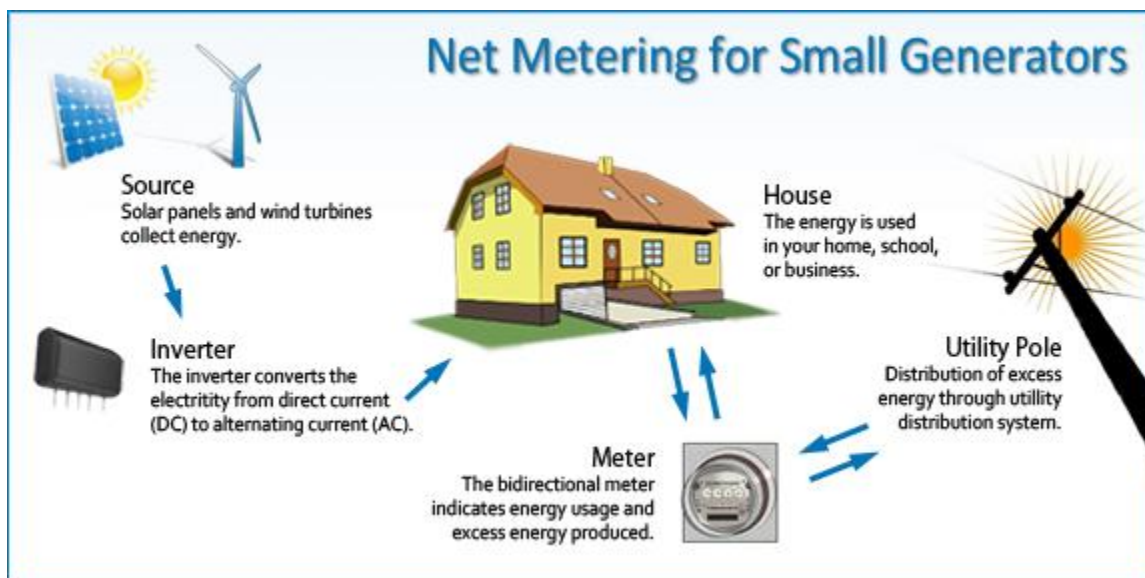 Net Metering for Small Generators
Source
Solar panels and wind turbines
collect energy.
House
The energy is used
in your home, school,
or business.
Inverter
The inverter converts the
electritity from direct current
(DC) to alternating current (AC).
Utility Pole
Distribution of excess
energy through utillity
distribution system.
Meter
The bidirectional meter
indicates energy usage and
excess energy produced.